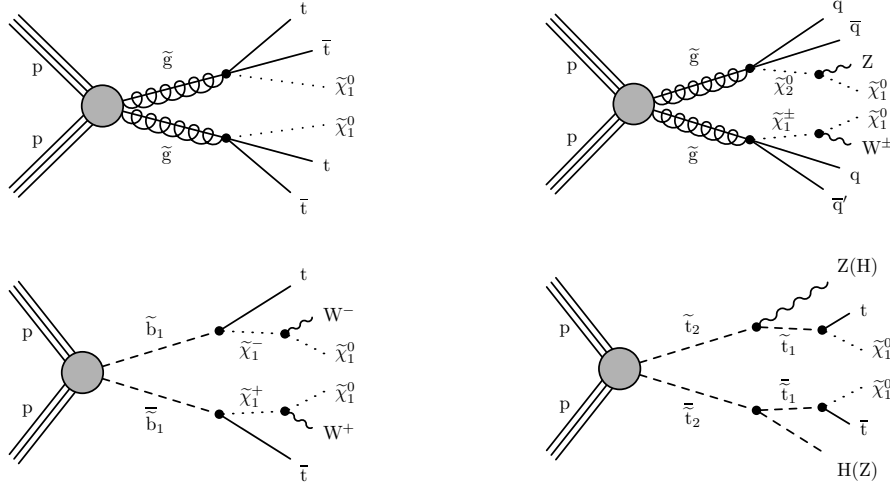 t
p
g̃
t̅
χ̃₁⁰
χ̃₁⁰
p
g̃
t
t̅
q
q̅
p
g̃
Z
χ̃₂⁰
χ̃₁⁰
χ̃₁±
χ̃₁⁰
p
g̃
W±
q
q̅′
t
W⁻
p
b̃₁
χ̃₁⁻
χ̃₁⁰
χ̃₁⁺
χ̃₁⁰
p
b̃̅₁
W⁺
t̅
Z(H)
t
p
t̃₂
t̃₁
χ̃₁⁰
t̃̅₁
χ̃₁⁰
p
t̃̅₂
t̅
H(Z)